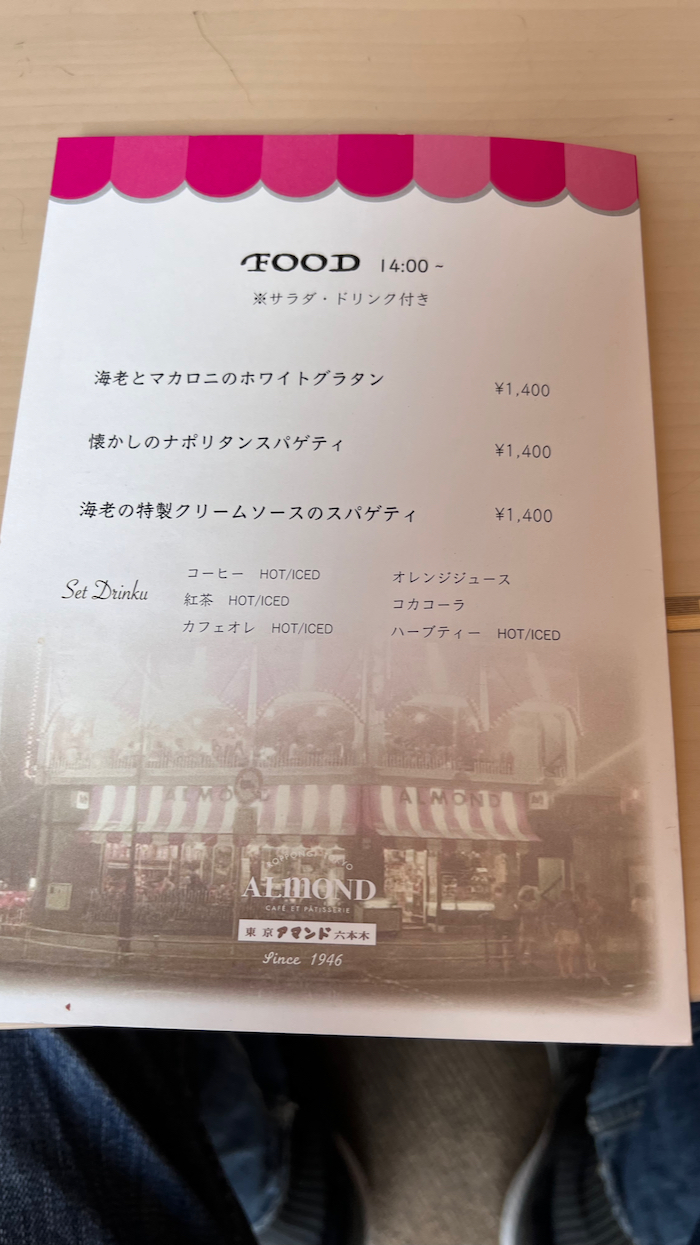 FOOD 14:00~
※サラダ・ドリンク付き
海老とマカロニのホワイトグラタン ¥1,400
懐かしのナポリタンスパゲティ ¥1,400
海老の特製クリームソースのスパゲティ ¥1,400
Set Drinku
コーヒー HOT/ICED
紅茶 HOT/ICED
カフェオレ HOT/ICED
オレンジジュース
コカコーラ
ハーブティー HOT/ICED
ALMOND
ALMOND
ROPPONGI TOKYO
ALMOND
CAFÉ ET PÂTISSERIE
東京アマンド六本木
Since 1946